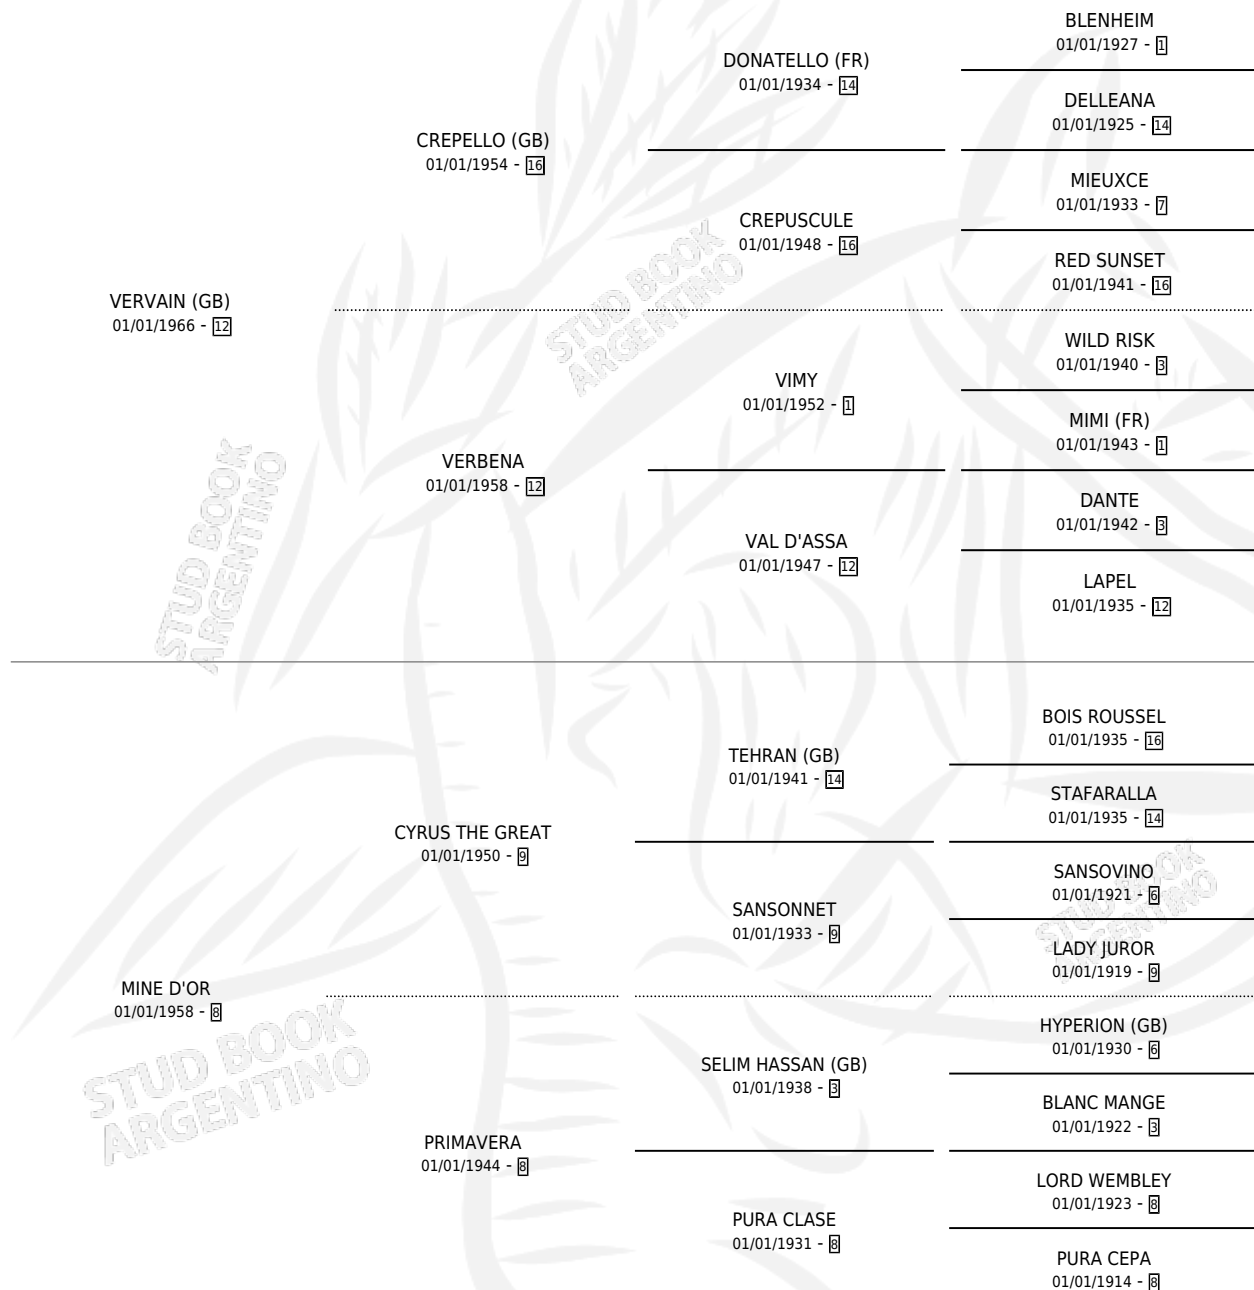 BLENHEIM
01/01/1927 - 1
DONATELLO (FR)
01/01/1934 - 14
DELLEANA
01/01/1925 - 14
CREPELLO (GB)
01/01/1954 - 16
MIEUXCE
01/01/1933 - 7
CREPUSCULE
01/01/1948 - 16
RED SUNSET
01/01/1941 - 16
VERVAIN (GB)
01/01/1966 - 12
STUD BOOK
ARGENTINO
WILD RISK
01/01/1940 - 3
VIMY
01/01/1952 - 1
MIMI (FR)
01/01/1943 - 1
VERBENA
01/01/1958 - 12
DANTE
01/01/1942 - 3
VAL D'ASSA
01/01/1947 - 12
LAPEL
01/01/1935 - 12
STUD BOOK
ARGENTINO
BOIS ROUSSEL
01/01/1935 - 16
TEHRAN (GB)
01/01/1941 - 14
STAFARALLA
01/01/1935 - 14
CYRUS THE GREAT
01/01/1950 - 9
SANSOVINO
01/01/1921 - 6
SANSONNET
01/01/1933 - 9
STUD BOOK
ARGENTINO
LADY JUROR
01/01/1919 - 9
MINE D'OR
01/01/1958 - 8
HYPERION (GB)
01/01/1930 - 6
SELIM HASSAN (GB)
01/01/1938 - 3
STUD BOOK
ARGENTINO
BLANC MANGE
01/01/1922 - 3
PRIMAVERA
01/01/1944 - 8
LORD WEMBLEY
01/01/1923 - 8
PURA CLASE
01/01/1931 - 8
PURA CEPA
01/01/1914 - 8